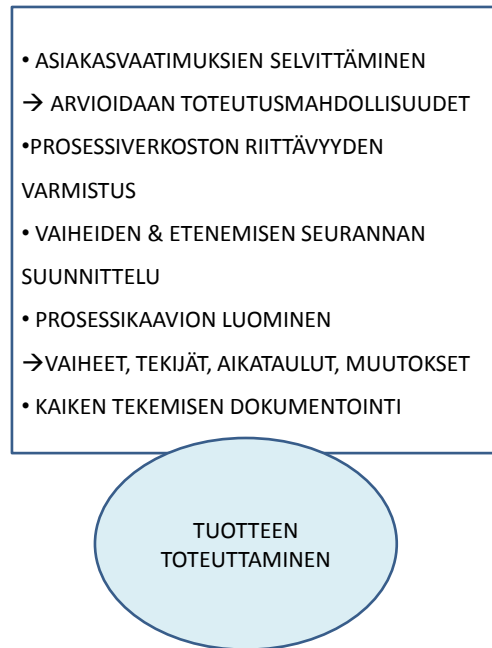 • ASIAKASVAATIMUKSIEN SELVITTÄMINEN
→ ARVIOIDAAN TOTEUTUSMAHDOLLISUUDET
•PROSESSIVERKOSTON RIITTÄVYYDEN
VARMISTUS
• VAIHEIDEN & ETENEMISEN SEURANNAN
SUUNNITTELU
• PROSESSIKAAVION LUOMINEN
→VAIHEET, TEKIJÄT, AIKATAULUT, MUUTOKSET
• KAIKEN TEKEMISEN DOKUMENTOINTI
TUOTTEEN
TOTEUTTAMINEN